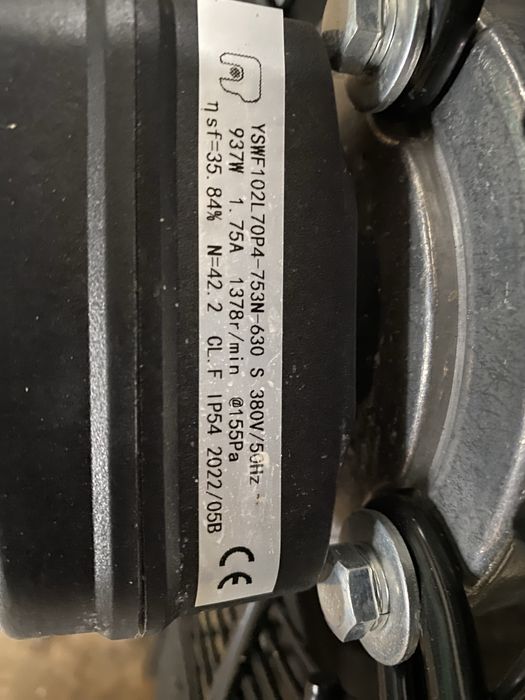 YSWF102L70P4-753N-630 S 380V/50Hz ~
937W 1.75A 1378r/min @155Pa
ηsf=35.84% N=42.2 CL.F IP54 2022/05B
CE